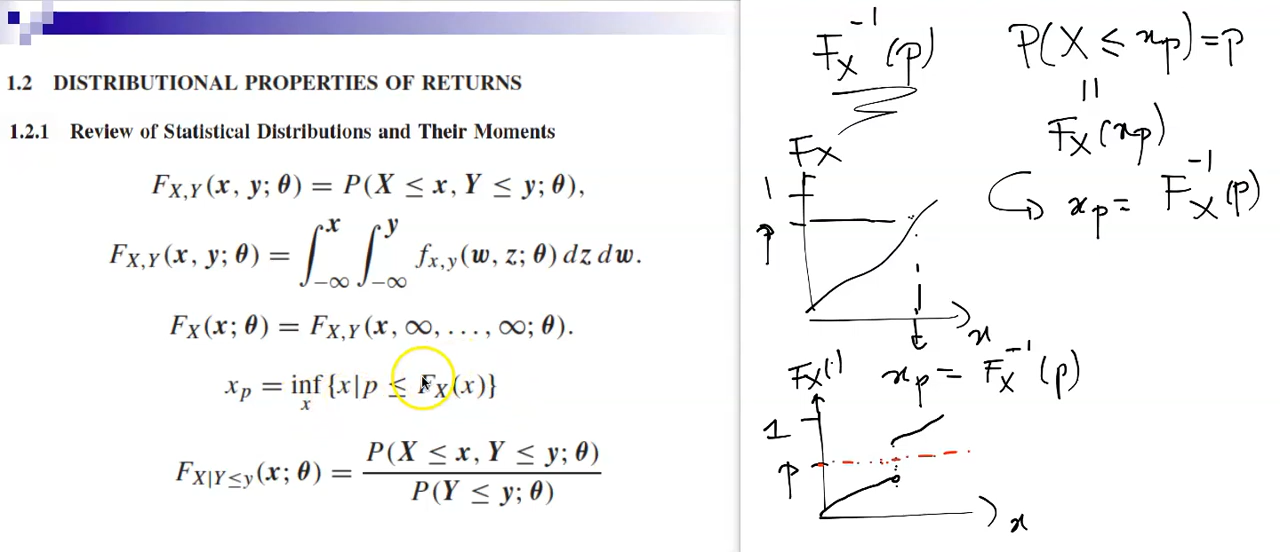 1.2 DISTRIBUTIONAL PROPERTIES OF RETURNS
1.2.1 Review of Statistical Distributions and Their Moments
F_{X,Y}(x, y; θ) = P(X ≤ x, Y ≤ y; θ),
F_{X,Y}(x, y; θ) = ∫_{−∞}^{x} ∫_{−∞}^{y} f_{x,y}(w, z; θ) dz dw.
F_X(x; θ) = F_{X,Y}(x, ∞, . . . , ∞; θ).
x_p = inf_x {x|p ≤ F_X(x)}
F_{X|Y≤y}(x; θ) = P(X ≤ x, Y ≤ y; θ) / P(Y ≤ y; θ)
F_X^{-1}(p)
P(X ≤ x_p) = p
||
F_X(x_p)
x_p = F_X^{-1}(p)
F_X
1
p
x
x_p = F_X^{-1}(p)
F_X(·)
1
p
x